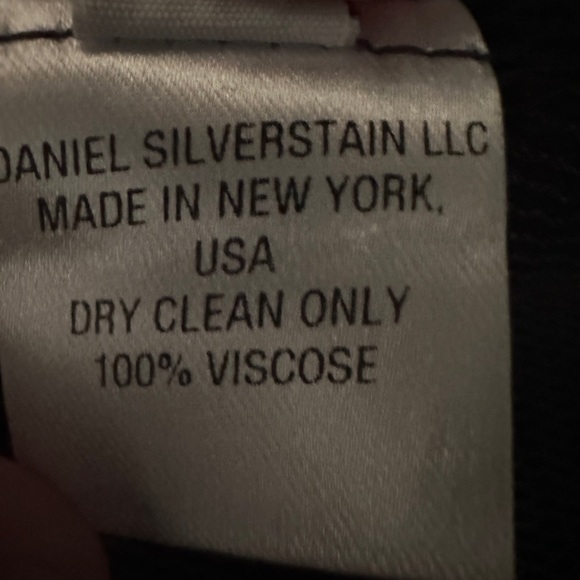 DANIEL SILVERSTAIN LLC
MADE IN NEW YORK,
USA
DRY CLEAN ONLY
100% VISCOSE